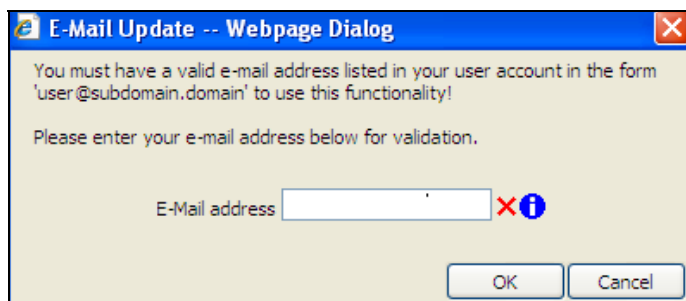 E-Mail Update -- Webpage Dialog
You must have a valid e-mail address listed in your user account in the form
'user@subdomain.domain' to use this functionality!
Please enter your e-mail address below for validation.
E-Mail address
OK Cancel